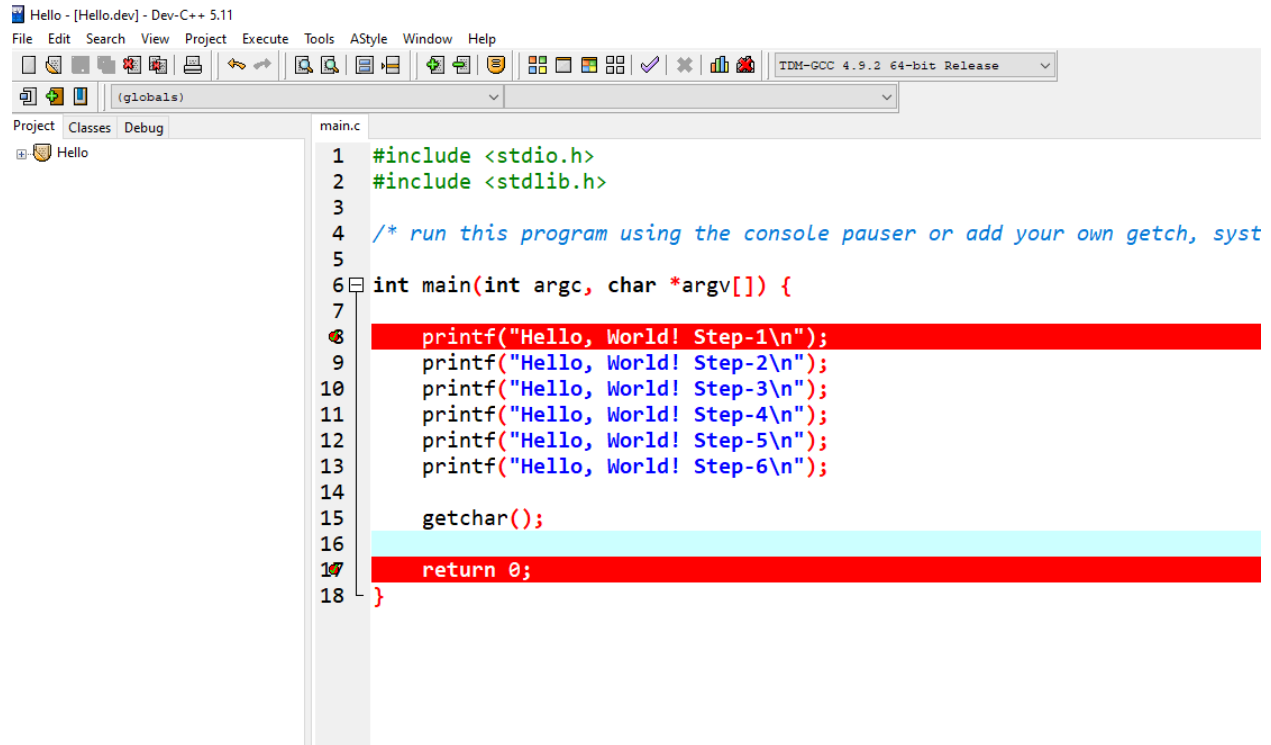 Hello - [Hello.dev] - Dev-C++ 5.11
File Edit Search View Project Execute Tools AStyle Window Help
TDM-GCC 4.9.2 64-bit Release
(globals)
Project Classes Debug
main.c
Hello
1 #include <stdio.h>
2 #include <stdlib.h>
3
4 /* run this program using the console pauser or add your own getch, syst
5
6 int main(int argc, char *argv[]) {
7
8 printf("Hello, World! Step-1\n");
9 printf("Hello, World! Step-2\n");
10 printf("Hello, World! Step-3\n");
11 printf("Hello, World! Step-4\n");
12 printf("Hello, World! Step-5\n");
13 printf("Hello, World! Step-6\n");
14
15 getchar();
16
17 return 0;
18 }